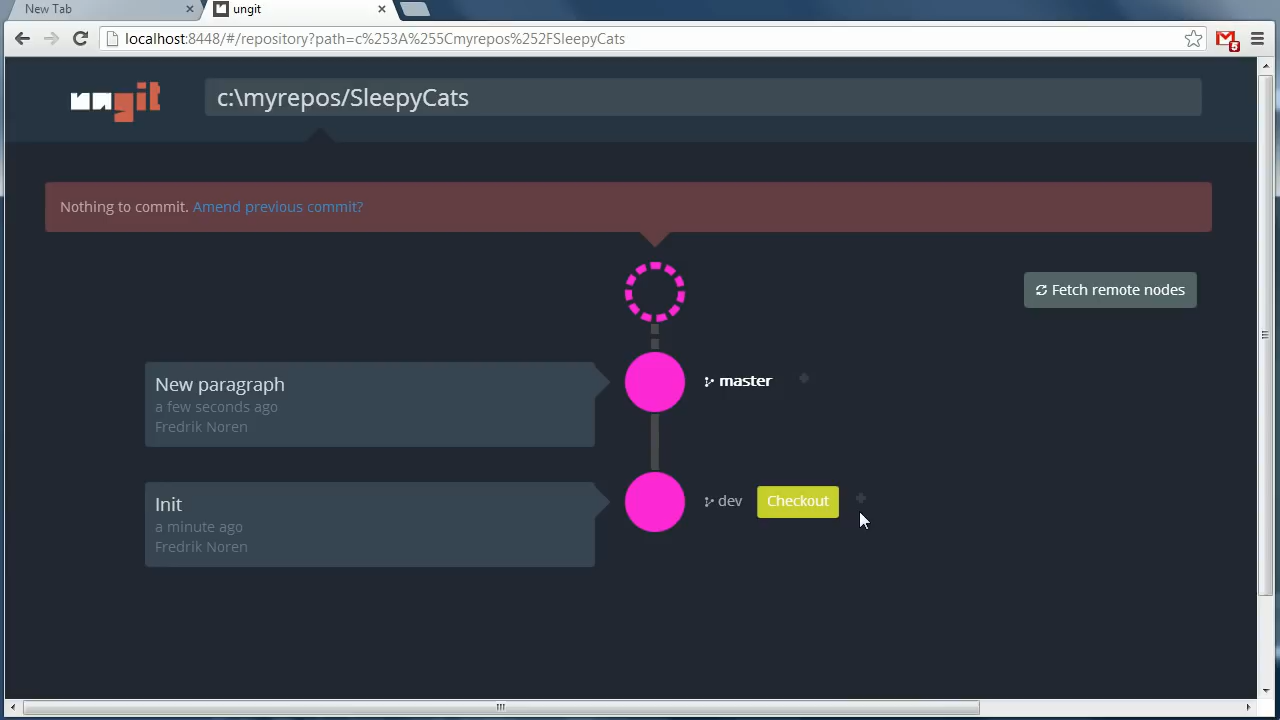 New Tab
ungit
localhost:8448/#/repository?path=c%253A%255Cmyrepos%252FSleepyCats
5
ungit
c:\myrepos/SleepyCats
Nothing to commit. Amend previous commit?
Fetch remote nodes
New paragraph
a few seconds ago
Fredrik Noren
master
Init
a minute ago
Fredrik Noren
dev
Checkout